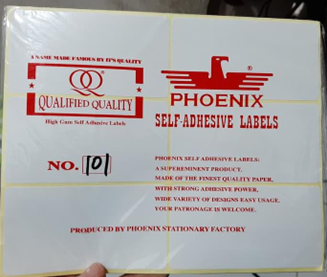 A NAME MADE FAMOUS BY IT'S QUALITY
QQ
QUALIFIED QUALITY
High Gum Self Adhesive Labels
®
PHOENIX
SELF-ADHESIVE LABELS
NO. 101
PHOENIX SELF ADHESIVE LABELS:
A SUPEREMINENT PRODUCT.
MADE OF THE FINEST QUALITY PAPER,
WITH STRONG ADHESIVE POWER,
WIDE VARIETY OF DESIGNS EASY USAGE,
YOUR PATRONAGE IS WELCOME.
PRODUCED BY PHOENIX STATIONARY FACTORY